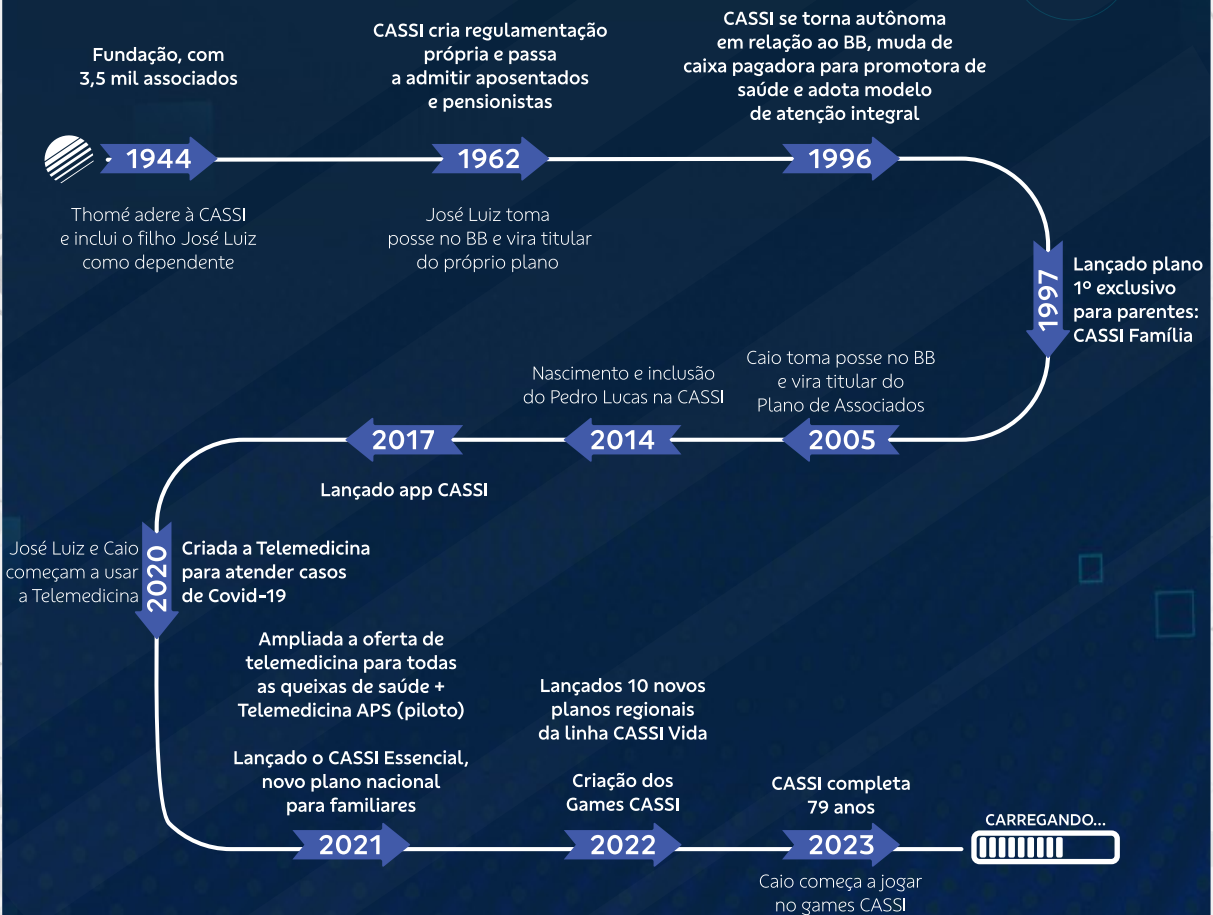 Fundação, com
3,5 mil associados
1944
Thomé adere à CASSI
e inclui o filho José Luiz
como dependente
CASSI cria regulamentação
própria e passa
a admitir aposentados
e pensionistas
1962
José Luiz toma
posse no BB e vira titular
do próprio plano
CASSI se torna autônoma
em relação ao BB, muda de
caixa pagadora para promotora de
saúde e adota modelo
de atenção integral
1996
1997
Lançado plano
1º exclusivo
para parentes:
CASSI Família
Caio toma posse no BB
e vira titular do
Plano de Associados
2005
Nascimento e inclusão
do Pedro Lucas na CASSI
2014
2017
Lançado app CASSI
José Luiz e Caio
começam a usar
a Telemedicina
2020
Criada a Telemedicina
para atender casos
de Covid-19
Ampliada a oferta de
telemedicina para todas
as queixas de saúde +
Telemedicina APS (piloto)
Lançado o CASSI Essencial,
novo plano nacional
para familiares
2021
Lançados 10 novos
planos regionais
da linha CASSI Vida
Criação dos
Games CASSI
2022
CASSI completa
79 anos
2023
Caio começa a jogar
no games CASSI
CARREGANDO...